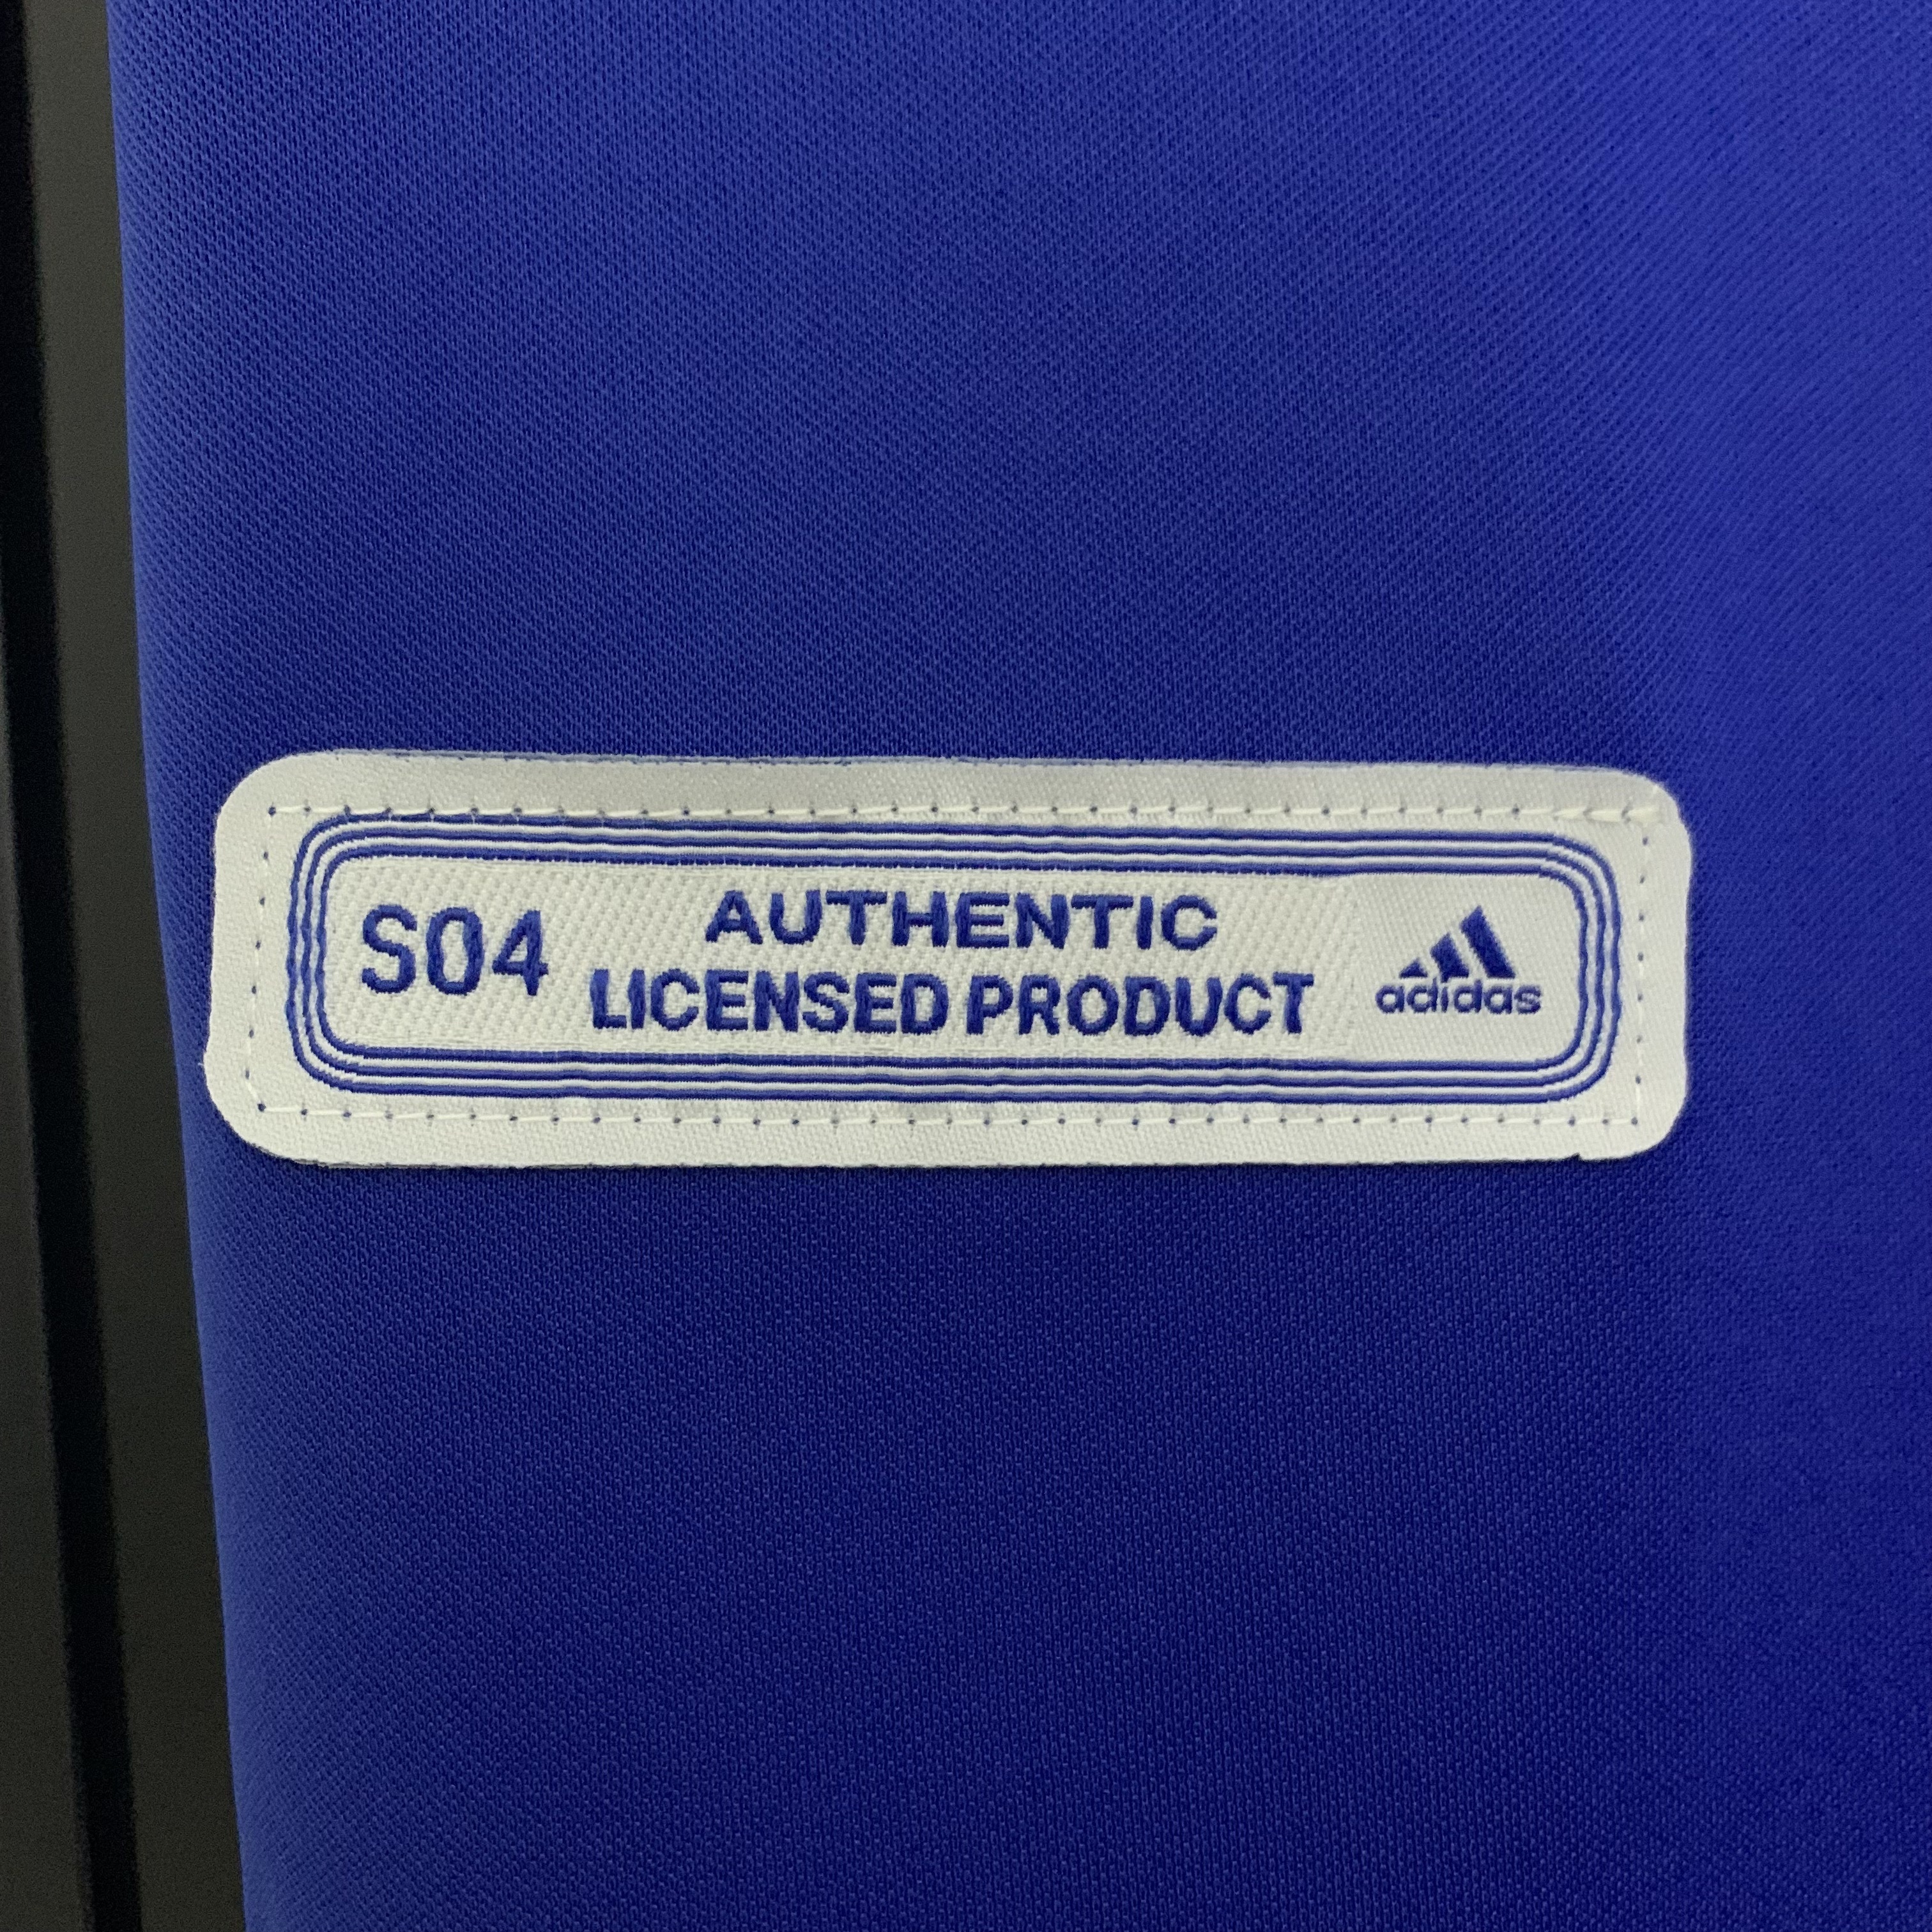 S04
AUTHENTIC
LICENSED PRODUCT
adidas